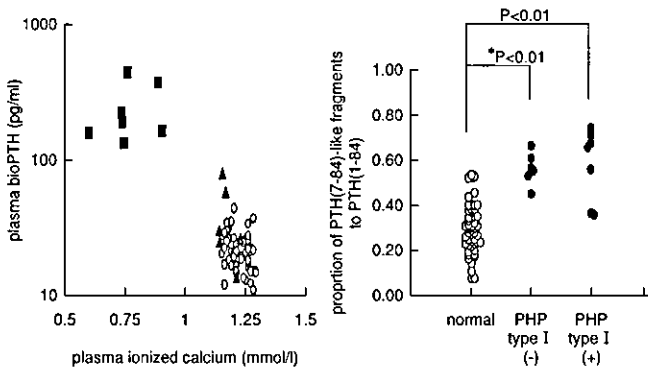 1000
100
10
plasma bioPTH (pg/ml)
0.5 0.75 1 1.25 1.5
plasma ionized calcium (mmol/l)
P<0.01
*P<0.01
1.00
0.80
0.60
0.40
0.20
0.00
proprition of PTH(7-84)-like fragments
to PTH(1-84)
normal PHP PHP
type I type I
(-) (+)